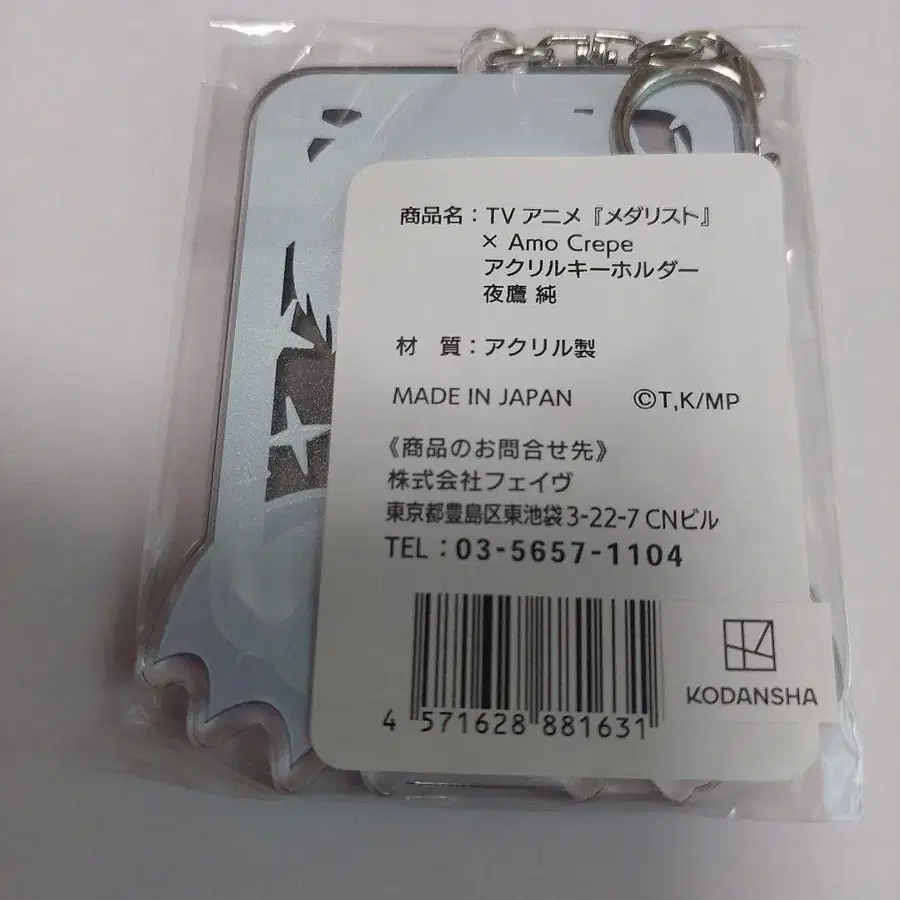 商品名：TV アニメ『メダリスト』
× Amo Crepe
アクリルキーホルダー
夜鷹 純
材　質：アクリル製
MADE IN JAPAN　©T,K/MP
《商品のお問合せ先》
株式会社フェイヴ
東京都豊島区東池袋3-22-7 CNビル
TEL：03-5657-1104
4 571628 881631
KODANSHA